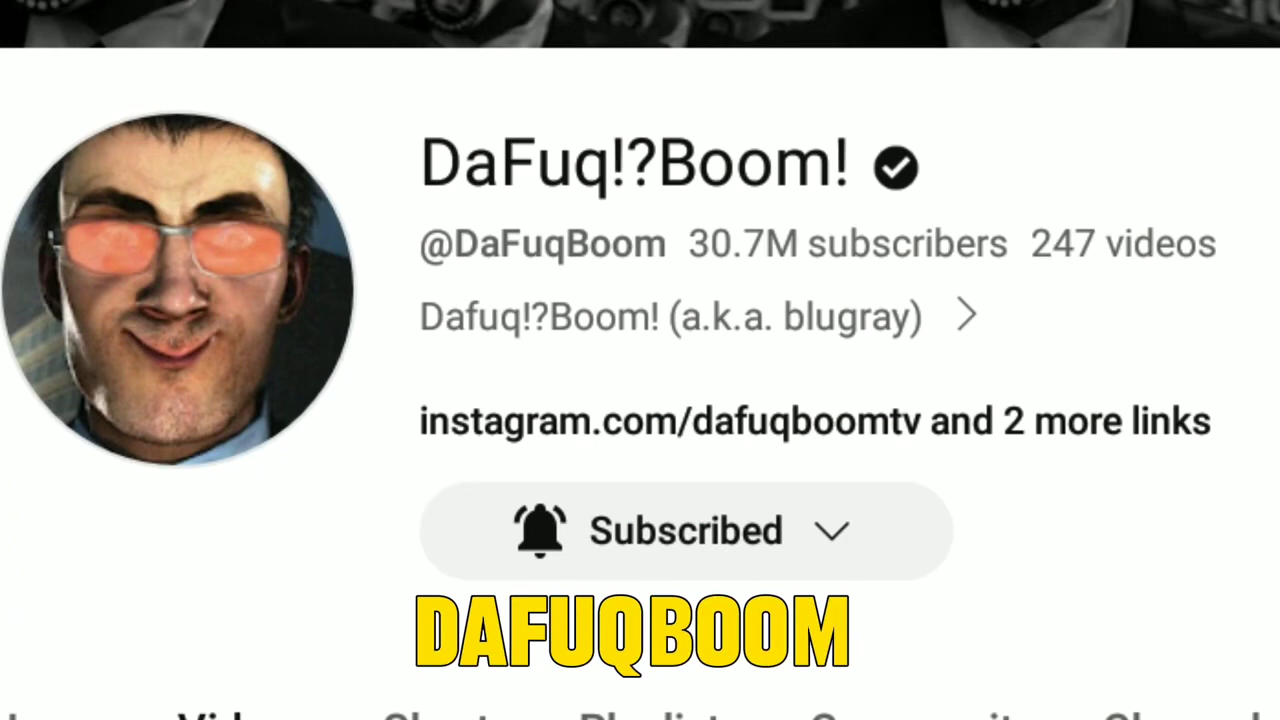 DaFuq!?Boom!
@DaFuqBoom 30.7M subscribers 247 videos
Dafuq!?Boom! (a.k.a. blugray)
instagram.com/dafuqboomtv and 2 more links
Subscribed
DAFUQBOOM